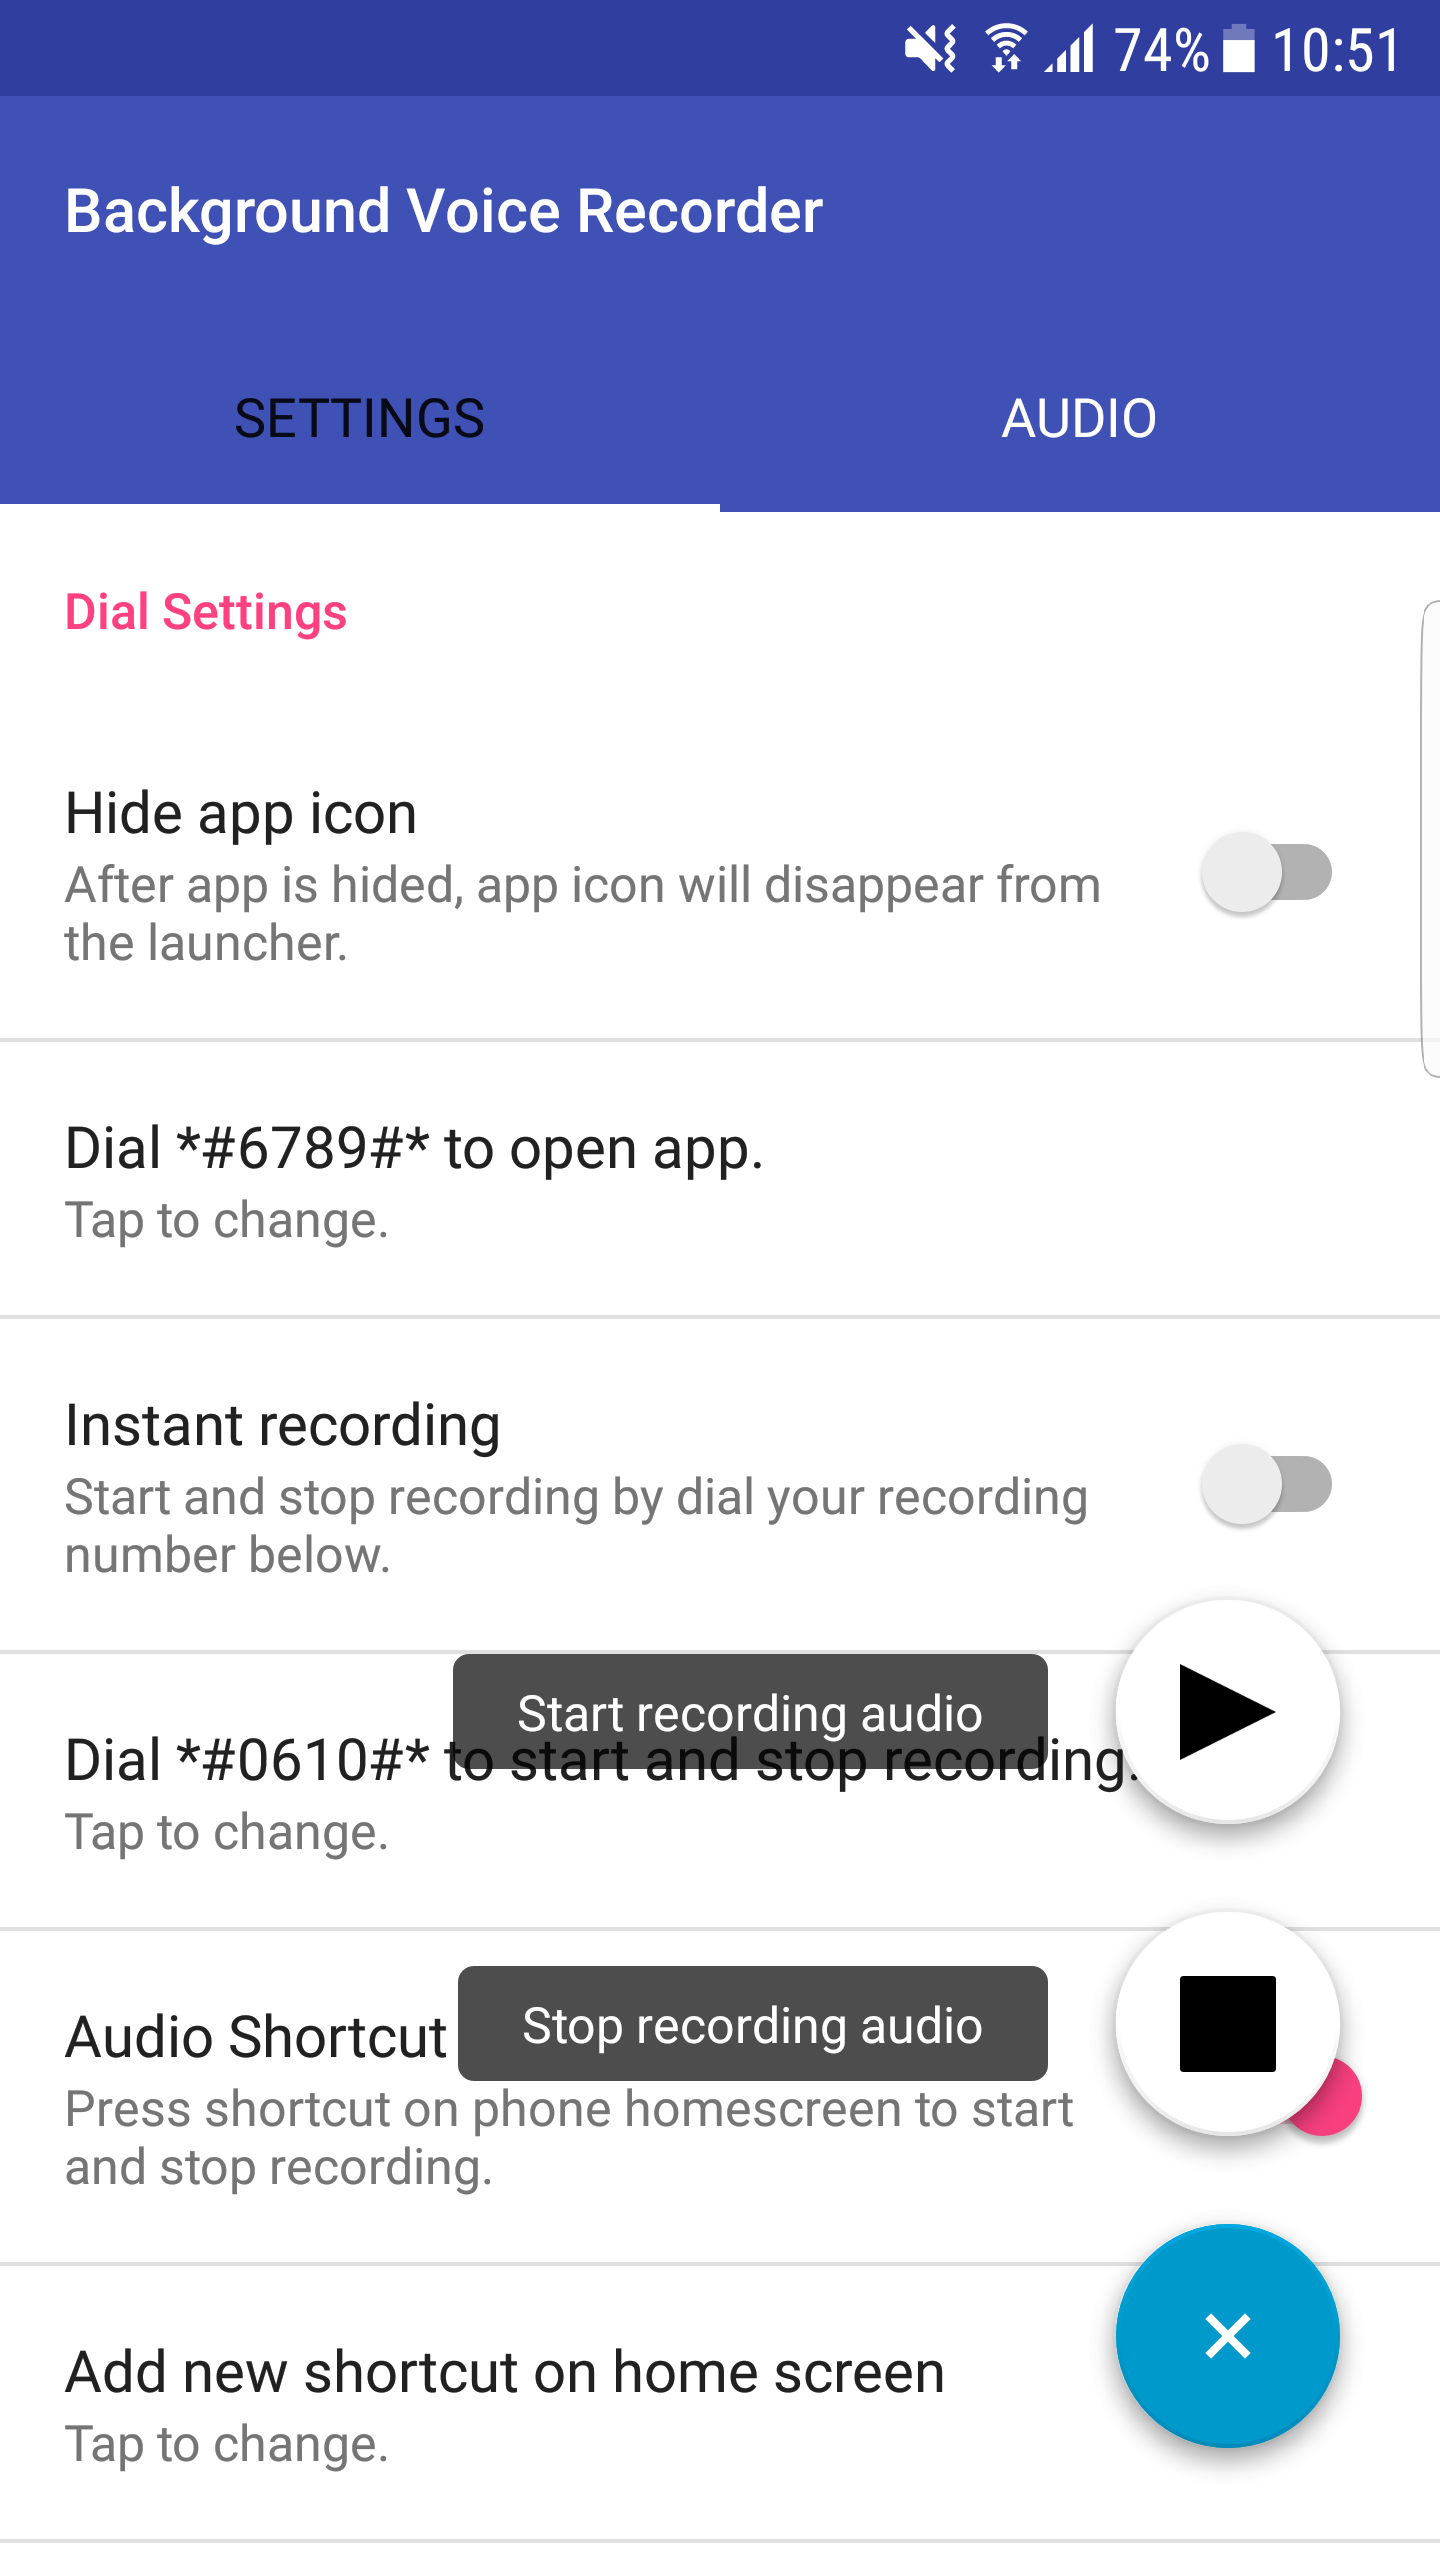 74% 10:51
Background Voice Recorder
SETTINGS
AUDIO
Dial Settings
Hide app icon
After app is hided, app icon will disappear from
the launcher.
Dial *#6789#* to open app.
Tap to change.
Instant recording
Start and stop recording by dial your recording
number below.
Start recording audio
Dial *#0610#* to start and stop recording.
Tap to change.
Stop recording audio
Audio Shortcut
Press shortcut on phone homescreen to start
and stop recording.
Add new shortcut on home screen
Tap to change.